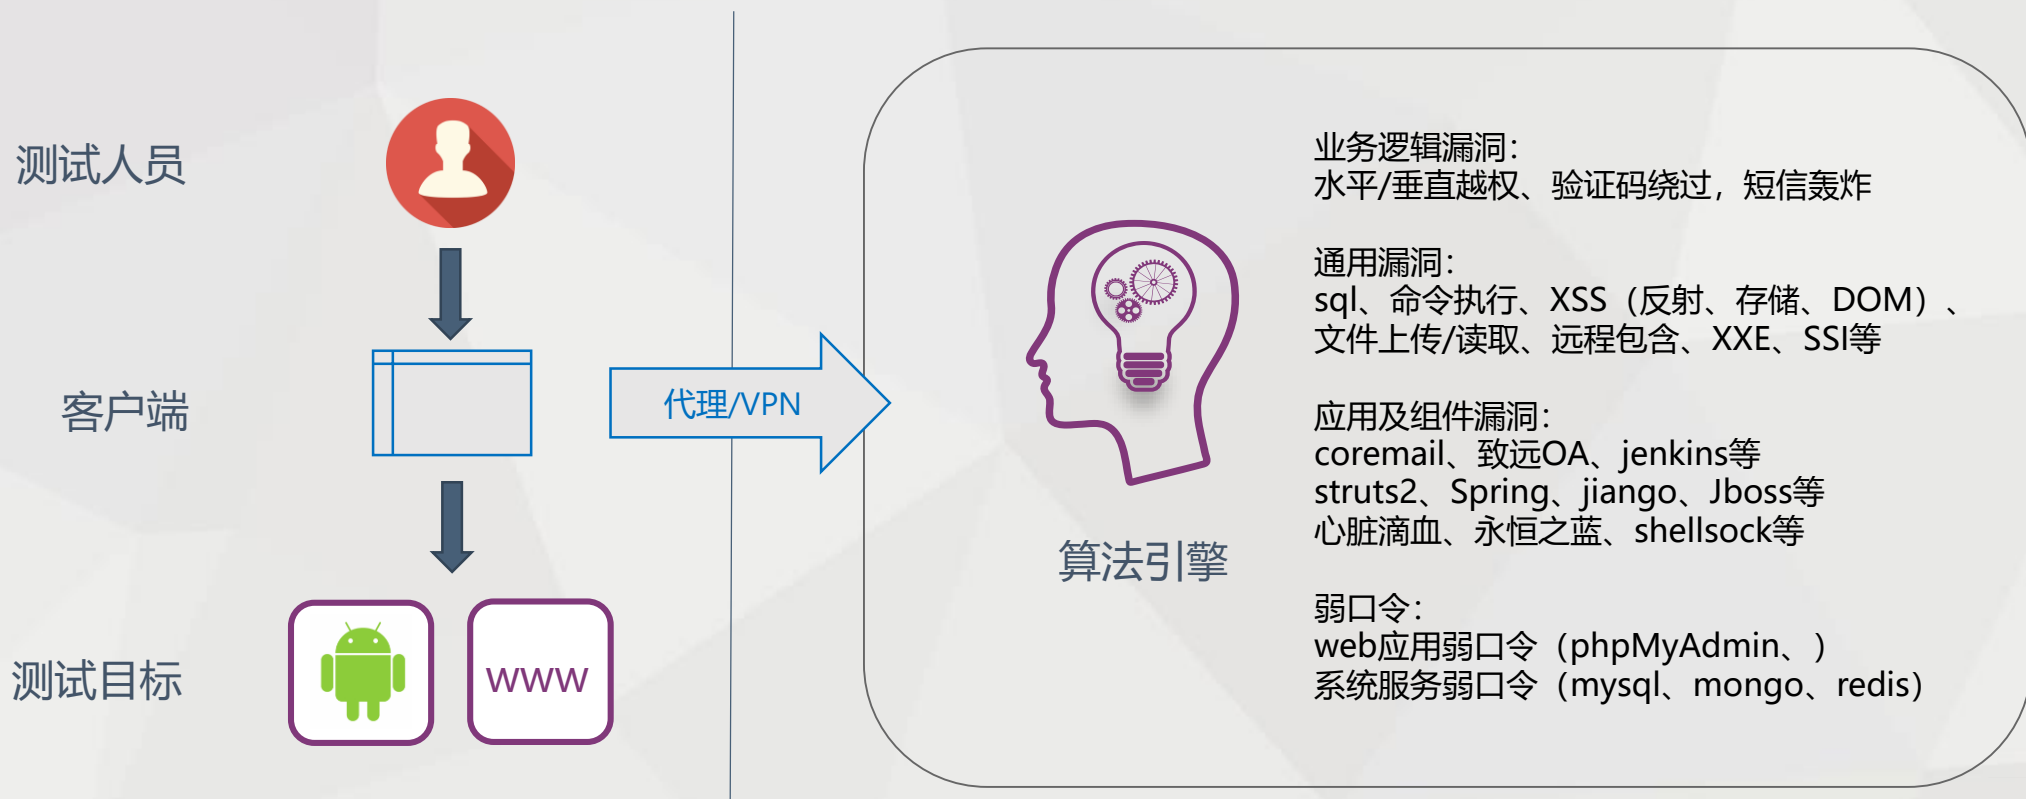 测试人员
客户端
测试目标
www
代理/VPN
算法引擎
业务逻辑漏洞：
水平/垂直越权、验证码绕过，短信轰炸
通用漏洞：
sql、命令执行、XSS（反射、存储、DOM）、
文件上传/读取、远程包含、XXE、SSI等
应用及组件漏洞：
coremail、致远OA、jenkins等
struts2、Spring、jiango、Jboss等
心脏滴血、永恒之蓝、shellsock等
弱口令：
web应用弱口令（phpMyAdmin、）
系统服务弱口令（mysql、mongo、redis）